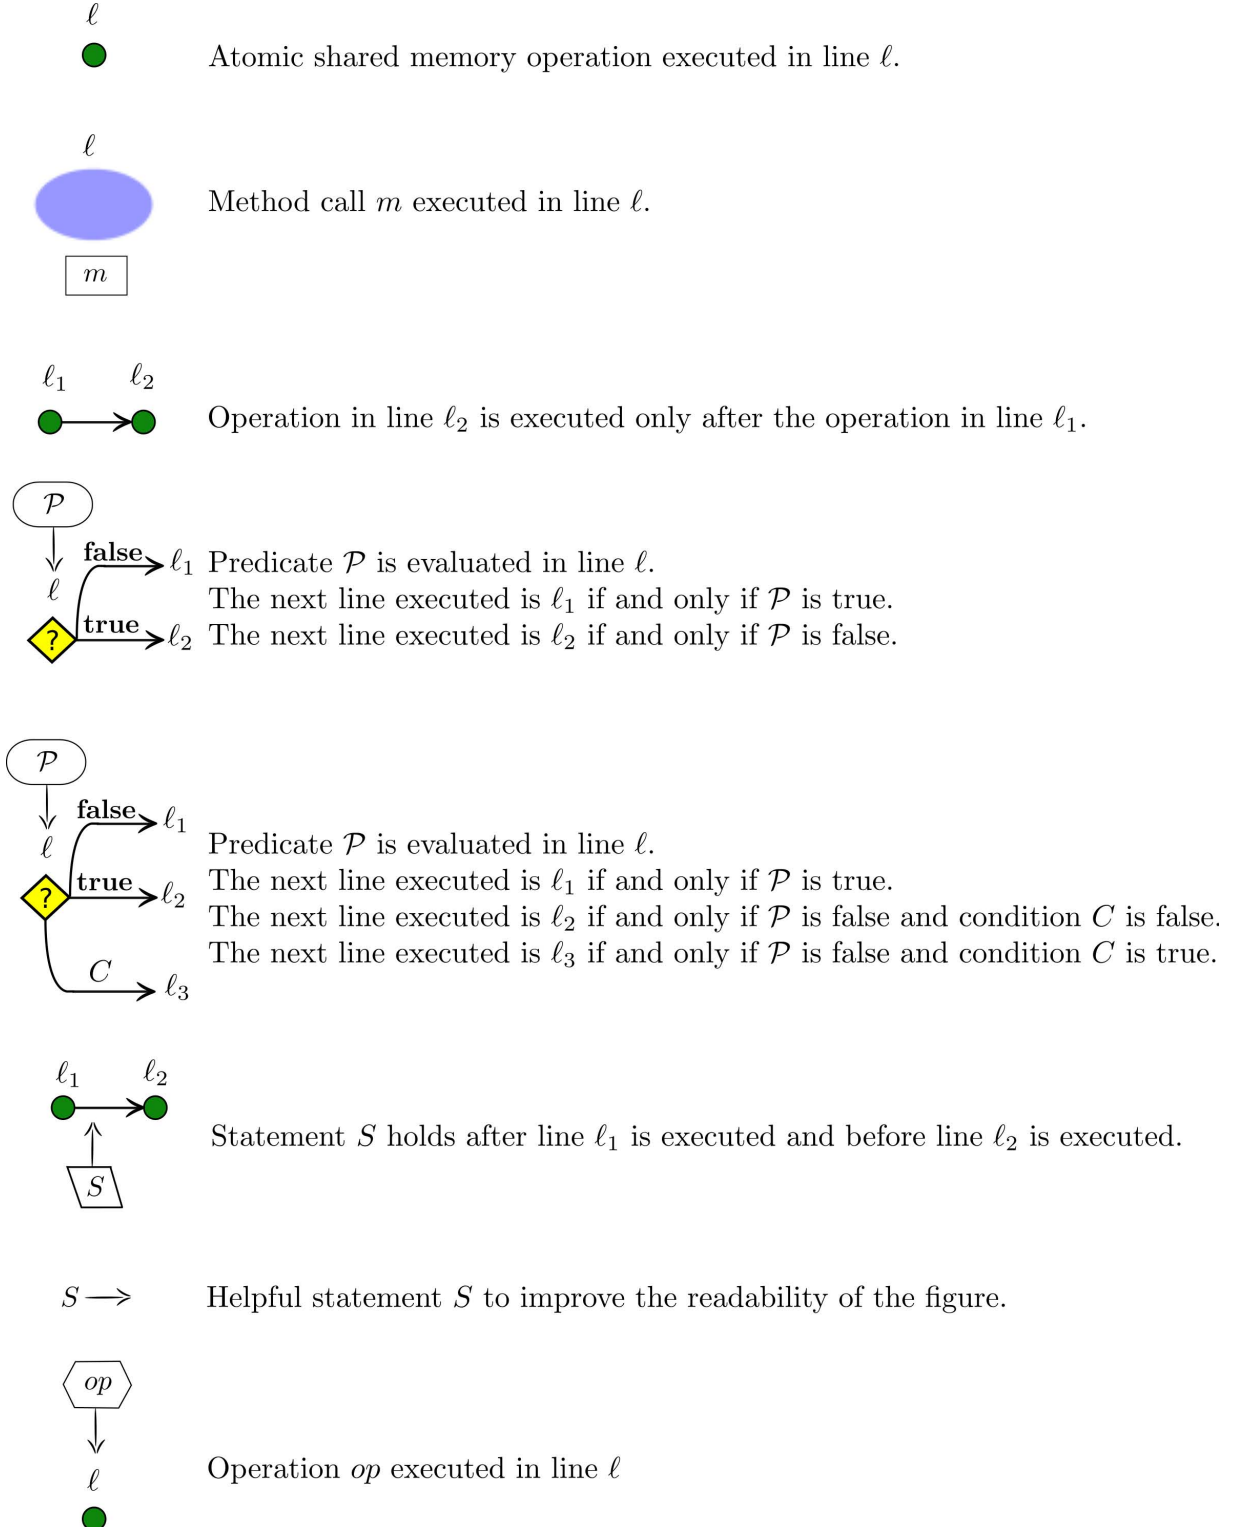 ℓ
Atomic shared memory operation executed in line ℓ.
ℓ
Method call m executed in line ℓ.
m
ℓ₁ ℓ₂
Operation in line ℓ₂ is executed only after the operation in line ℓ₁.
𝒫
false ℓ₁ Predicate 𝒫 is evaluated in line ℓ.
ℓ
The next line executed is ℓ₁ if and only if 𝒫 is true.
? true ℓ₂ The next line executed is ℓ₂ if and only if 𝒫 is false.
𝒫
false ℓ₁
ℓ
Predicate 𝒫 is evaluated in line ℓ.
The next line executed is ℓ₁ if and only if 𝒫 is true.
? true ℓ₂
The next line executed is ℓ₂ if and only if 𝒫 is false and condition C is false.
The next line executed is ℓ₃ if and only if 𝒫 is false and condition C is true.
C ℓ₃
ℓ₁ ℓ₂
Statement S holds after line ℓ₁ is executed and before line ℓ₂ is executed.
S
S Helpful statement S to improve the readability of the figure.
op
Operation op executed in line ℓ
ℓ